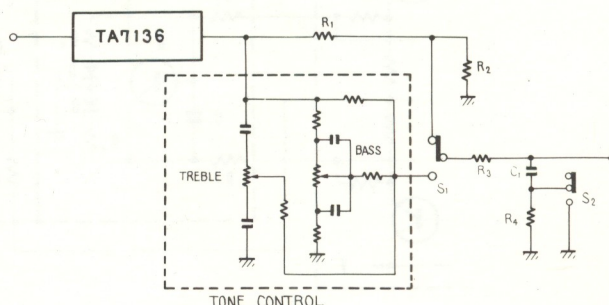 TA7136
R1
R2
TREBLE
BASS
S1
R3
C1
R4
S2
TONE CONTROL